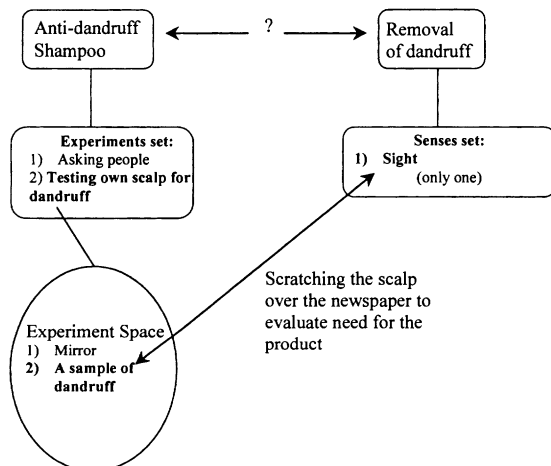 Anti-dandruff
Shampoo
?
Removal
of dandruff
Experiments set:
1) Asking people
2) Testing own scalp for
dandruff
Senses set:
1) Sight
(only one)
Scratching the scalp
over the newspaper to
evaluate need for the
product
Experiment Space
1) Mirror
2) A sample of
dandruff